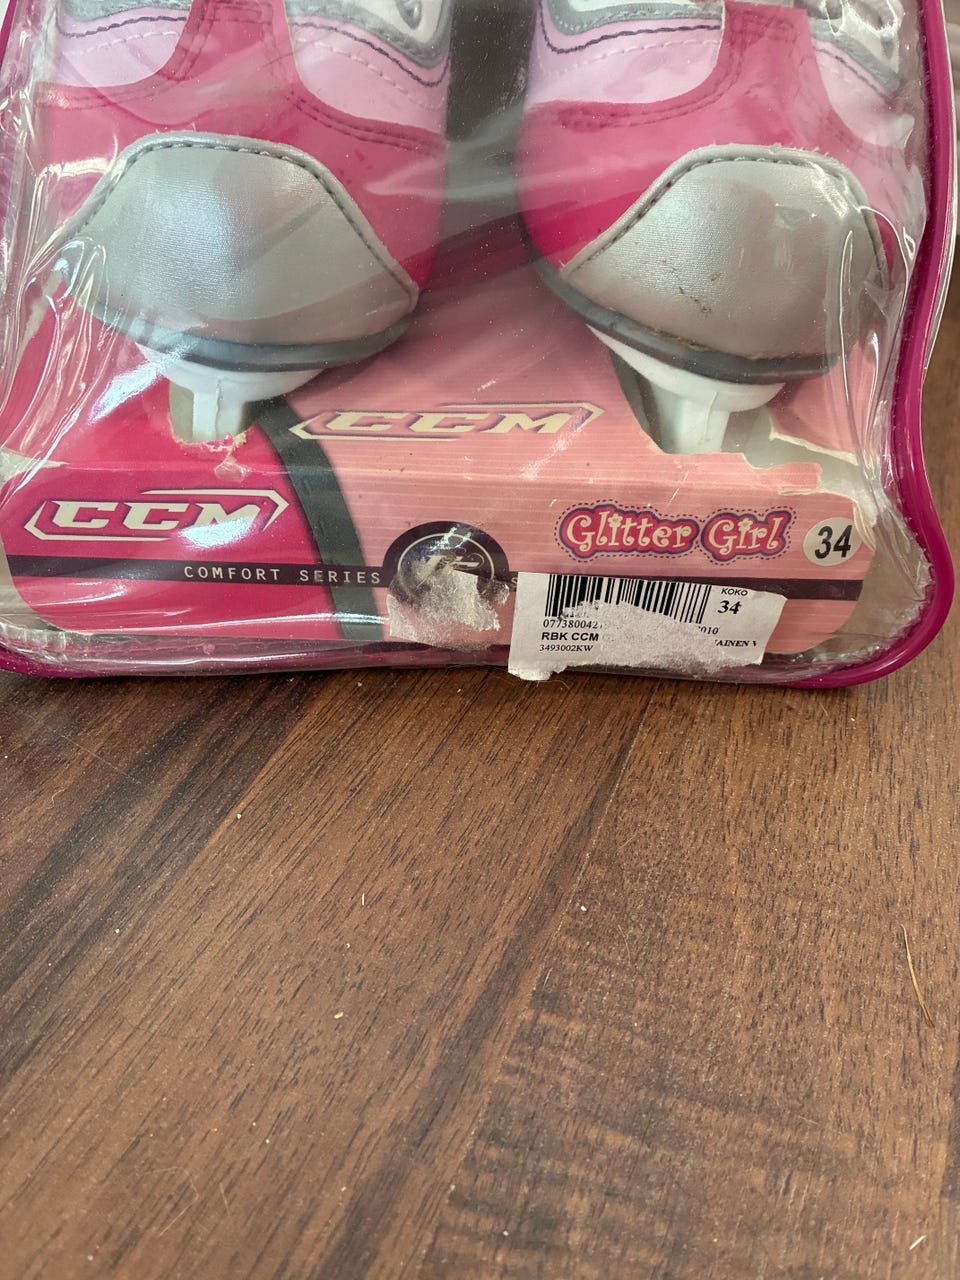 CCM
CCM
Glitter Girl
34
COMFORT SERIES
KOKO
34
RBK CCM
3493002KW